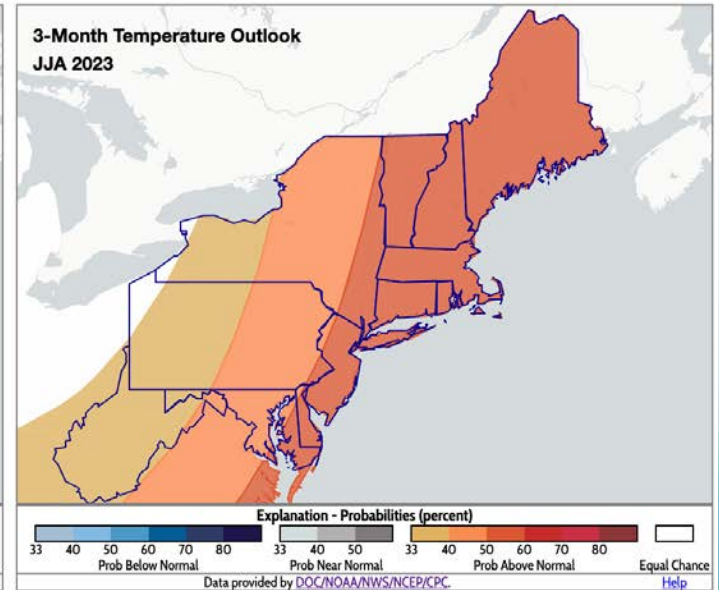 3-Month Temperature Outlook
JJA 2023
Explanation - Probabilities (percent)
33 40 50 60 70 80 33 40 50 33 40 50 60 70 80
Prob Below Normal Prob Near Normal Prob Above Normal Equal Chance
Data provided by DOC/NOAA/NWS/NCEP/CPC. Help